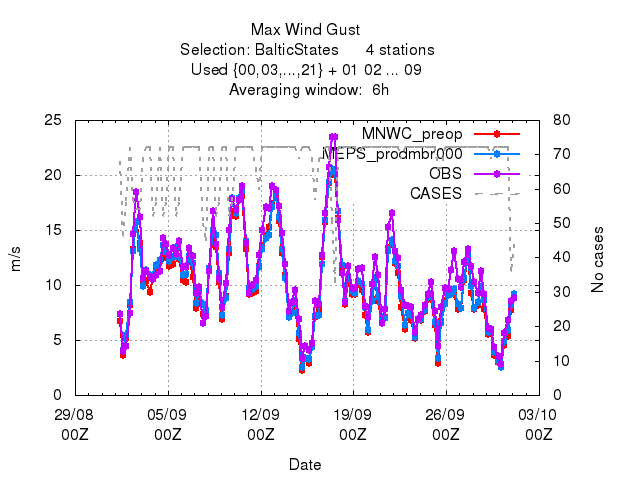 Max Wind Gust
Selection: BalticStates 4 stations
Used {00,03,...,21} + 01 02 ... 09
Averaging window: 6h
25
20
15
10
5
0
80
70
60
50
40
30
20
10
0
MNWC_preop
MEPS_prodmbr000
OBS
CASES
m/s
No cases
29/08 05/09 12/09 19/09 26/09 03/10
00Z 00Z 00Z 00Z 00Z 00Z
Date